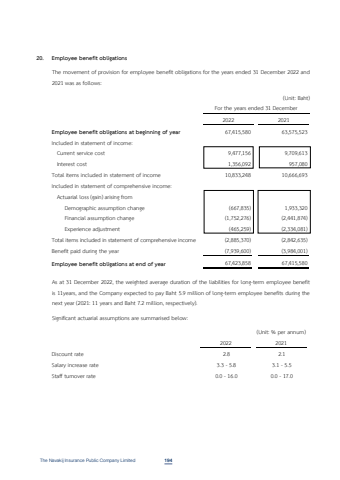 20. Employee benefit obligations
The movement of provision for employee benefit obligations for the years ended 31 December 2022 and
2021 was as follows:
(Unit: Baht)
For the years ended 31 December
2022 2021
Employee benefit obligations at beginning of year 67,415,580 63,575,523
Included in statement of income:
Current service cost 9,477,156 9,709,613
Interest cost 1,356,092 957,080
Total items included in statement of income 10,833,248 10,666,693
Included in statement of comprehensive income:
Actuarial loss (gain) arising from
Demographic assumption change (667,835) 1,933,320
Financial assumption change (1,752,276) (2,441,874)
Experience adjustment (465,259) (2,334,081)
Total items included in statement of comprehensive income (2,885,370) (2,842,635)
Benefit paid during the year (7,939,600) (3,984,001)
Employee benefit obligations at end of year 67,423,858 67,415,580
As at 31 December 2022, the weighted average duration of the liabilities for long-term employee benefit
is 11years, and the Company expected to pay Baht 5.9 million of long-term employee benefits during the
next year (2021: 11 years and Baht 7.2 million, respectively).
Significant actuarial assumptions are summarised below:
(Unit: % per annum)
2022 2021
Discount rate 2.8 2.1
Salary increase rate 3.3 - 5.8 3.1 - 5.5
Staff turnover rate 0.0 - 16.0 0.0 - 17.0
The Navakij Insurance Public Company Limited 194